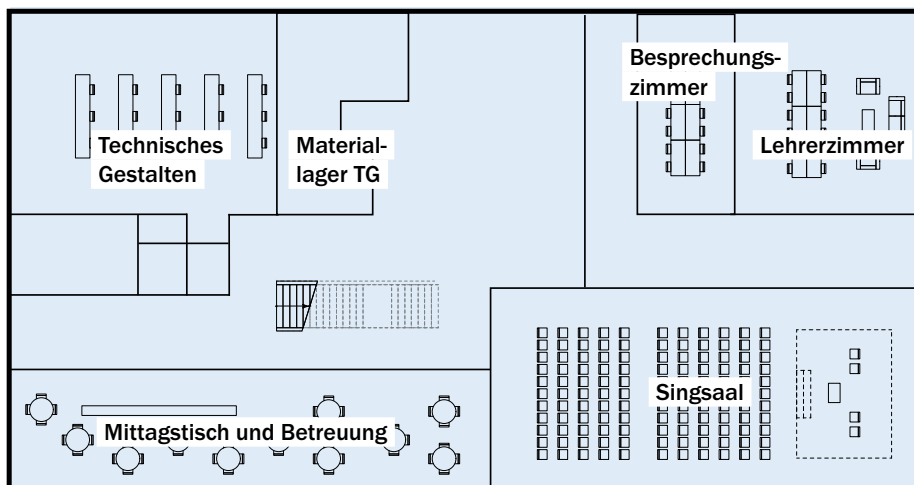 Besprechungs-
zimmer
Technisches
Gestalten
Material-
lager TG
Lehrerzimmer
Singsaal
Mittagstisch und Betreuung